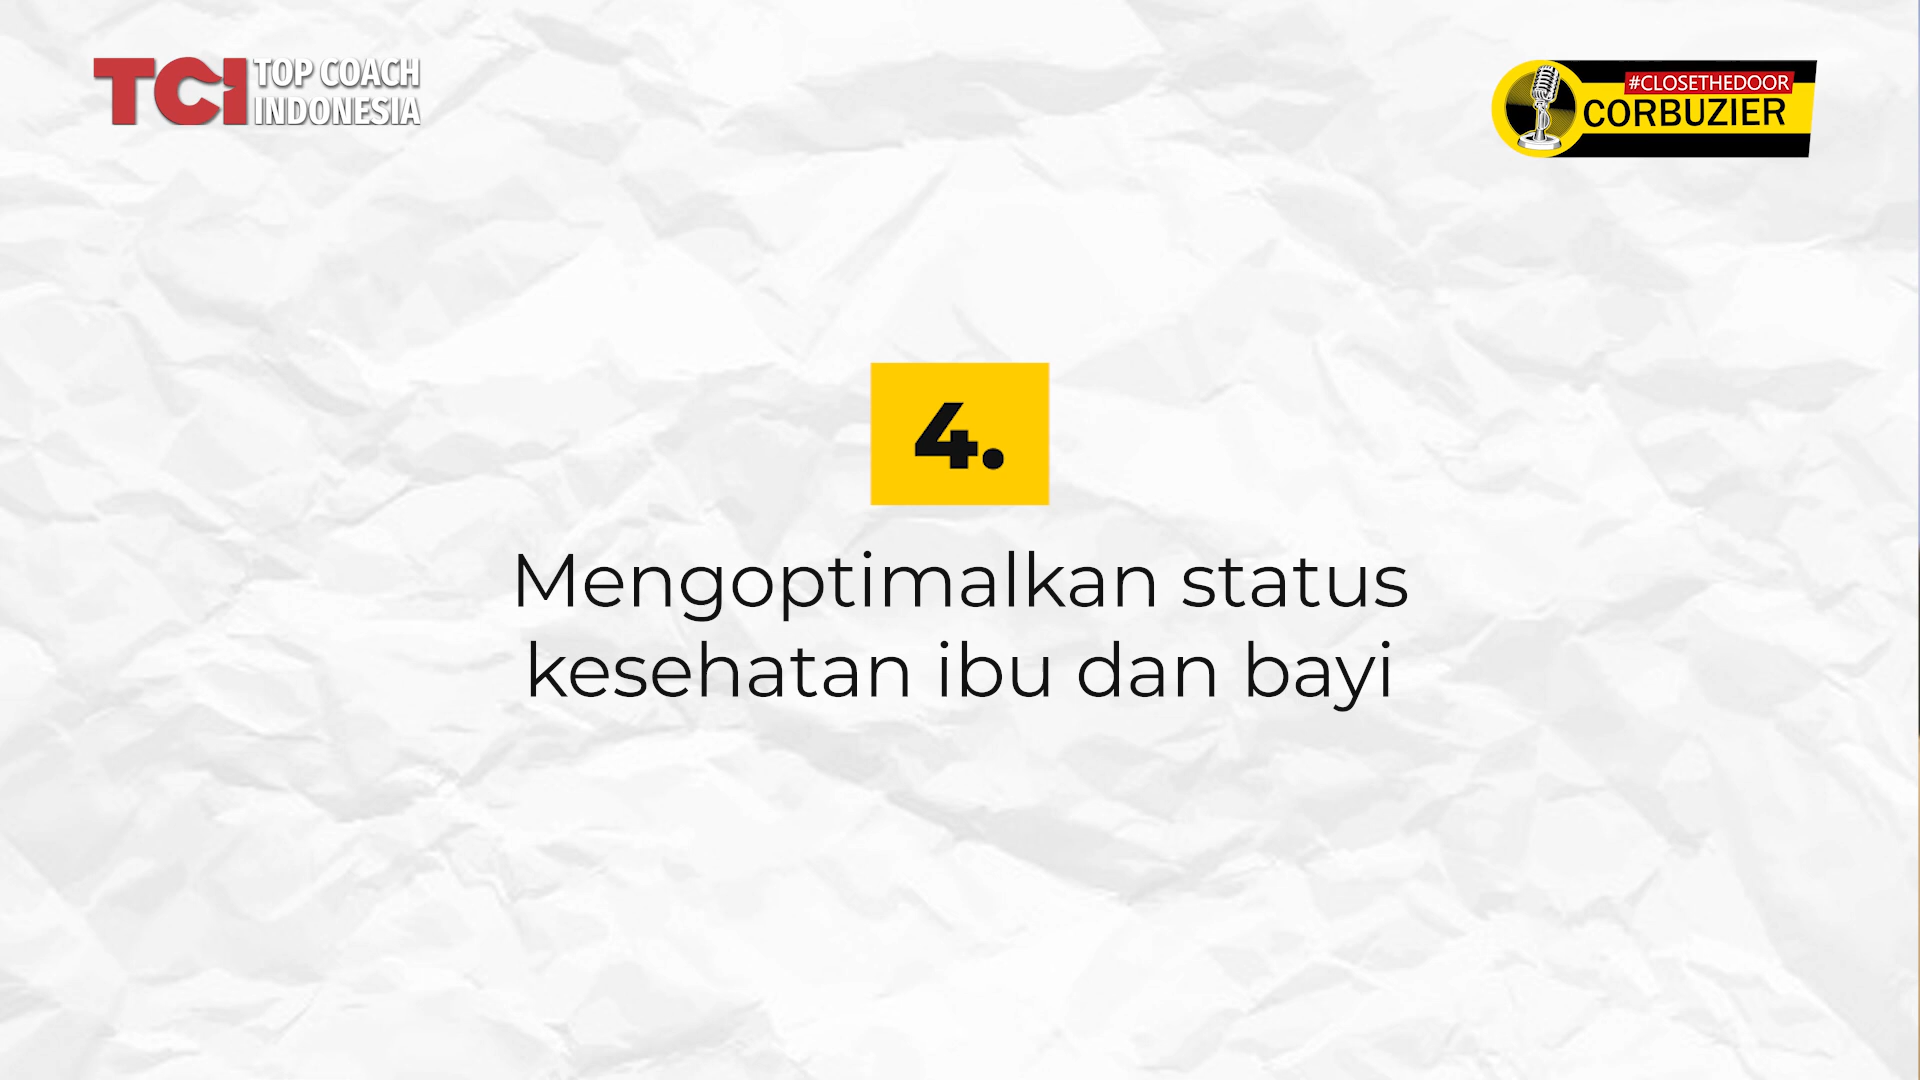 TCI TOP COACH
INDONESIA
#CLOSETHEDOOR
CORBUZIER
4.
Mengoptimalkan status
kesehatan ibu dan bayi